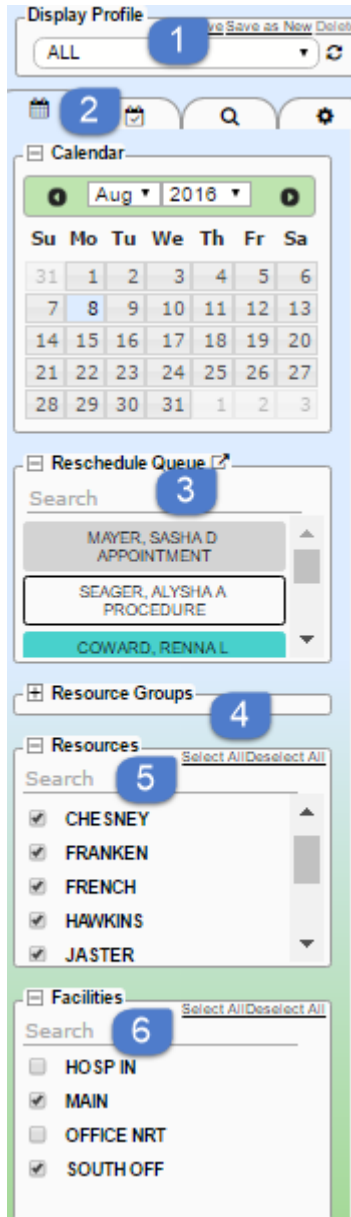 Display Profile
Save as New Delete
1
ALL
2
Calendar
Aug 2016
Su Mo Tu We Th Fr Sa
31 1 2 3 4 5 6
7 8 9 10 11 12 13
14 15 16 17 18 19 20
21 22 23 24 25 26 27
28 29 30 31 1 2 3
Reschedule Queue
3
Search
MAYER, SASHA D
APPOINTMENT
SEAGER, ALYSHA A
PROCEDURE
COWARD, RENNA L
Resource Groups
4
Resources
Select All Deselect All
Search
5
CHESNEY
FRANKEN
FRENCH
HAWKINS
JASTER
Facilities
Select All Deselect All
Search
6
HOSP IN
MAIN
OFFICE NRT
SOUTH OFF